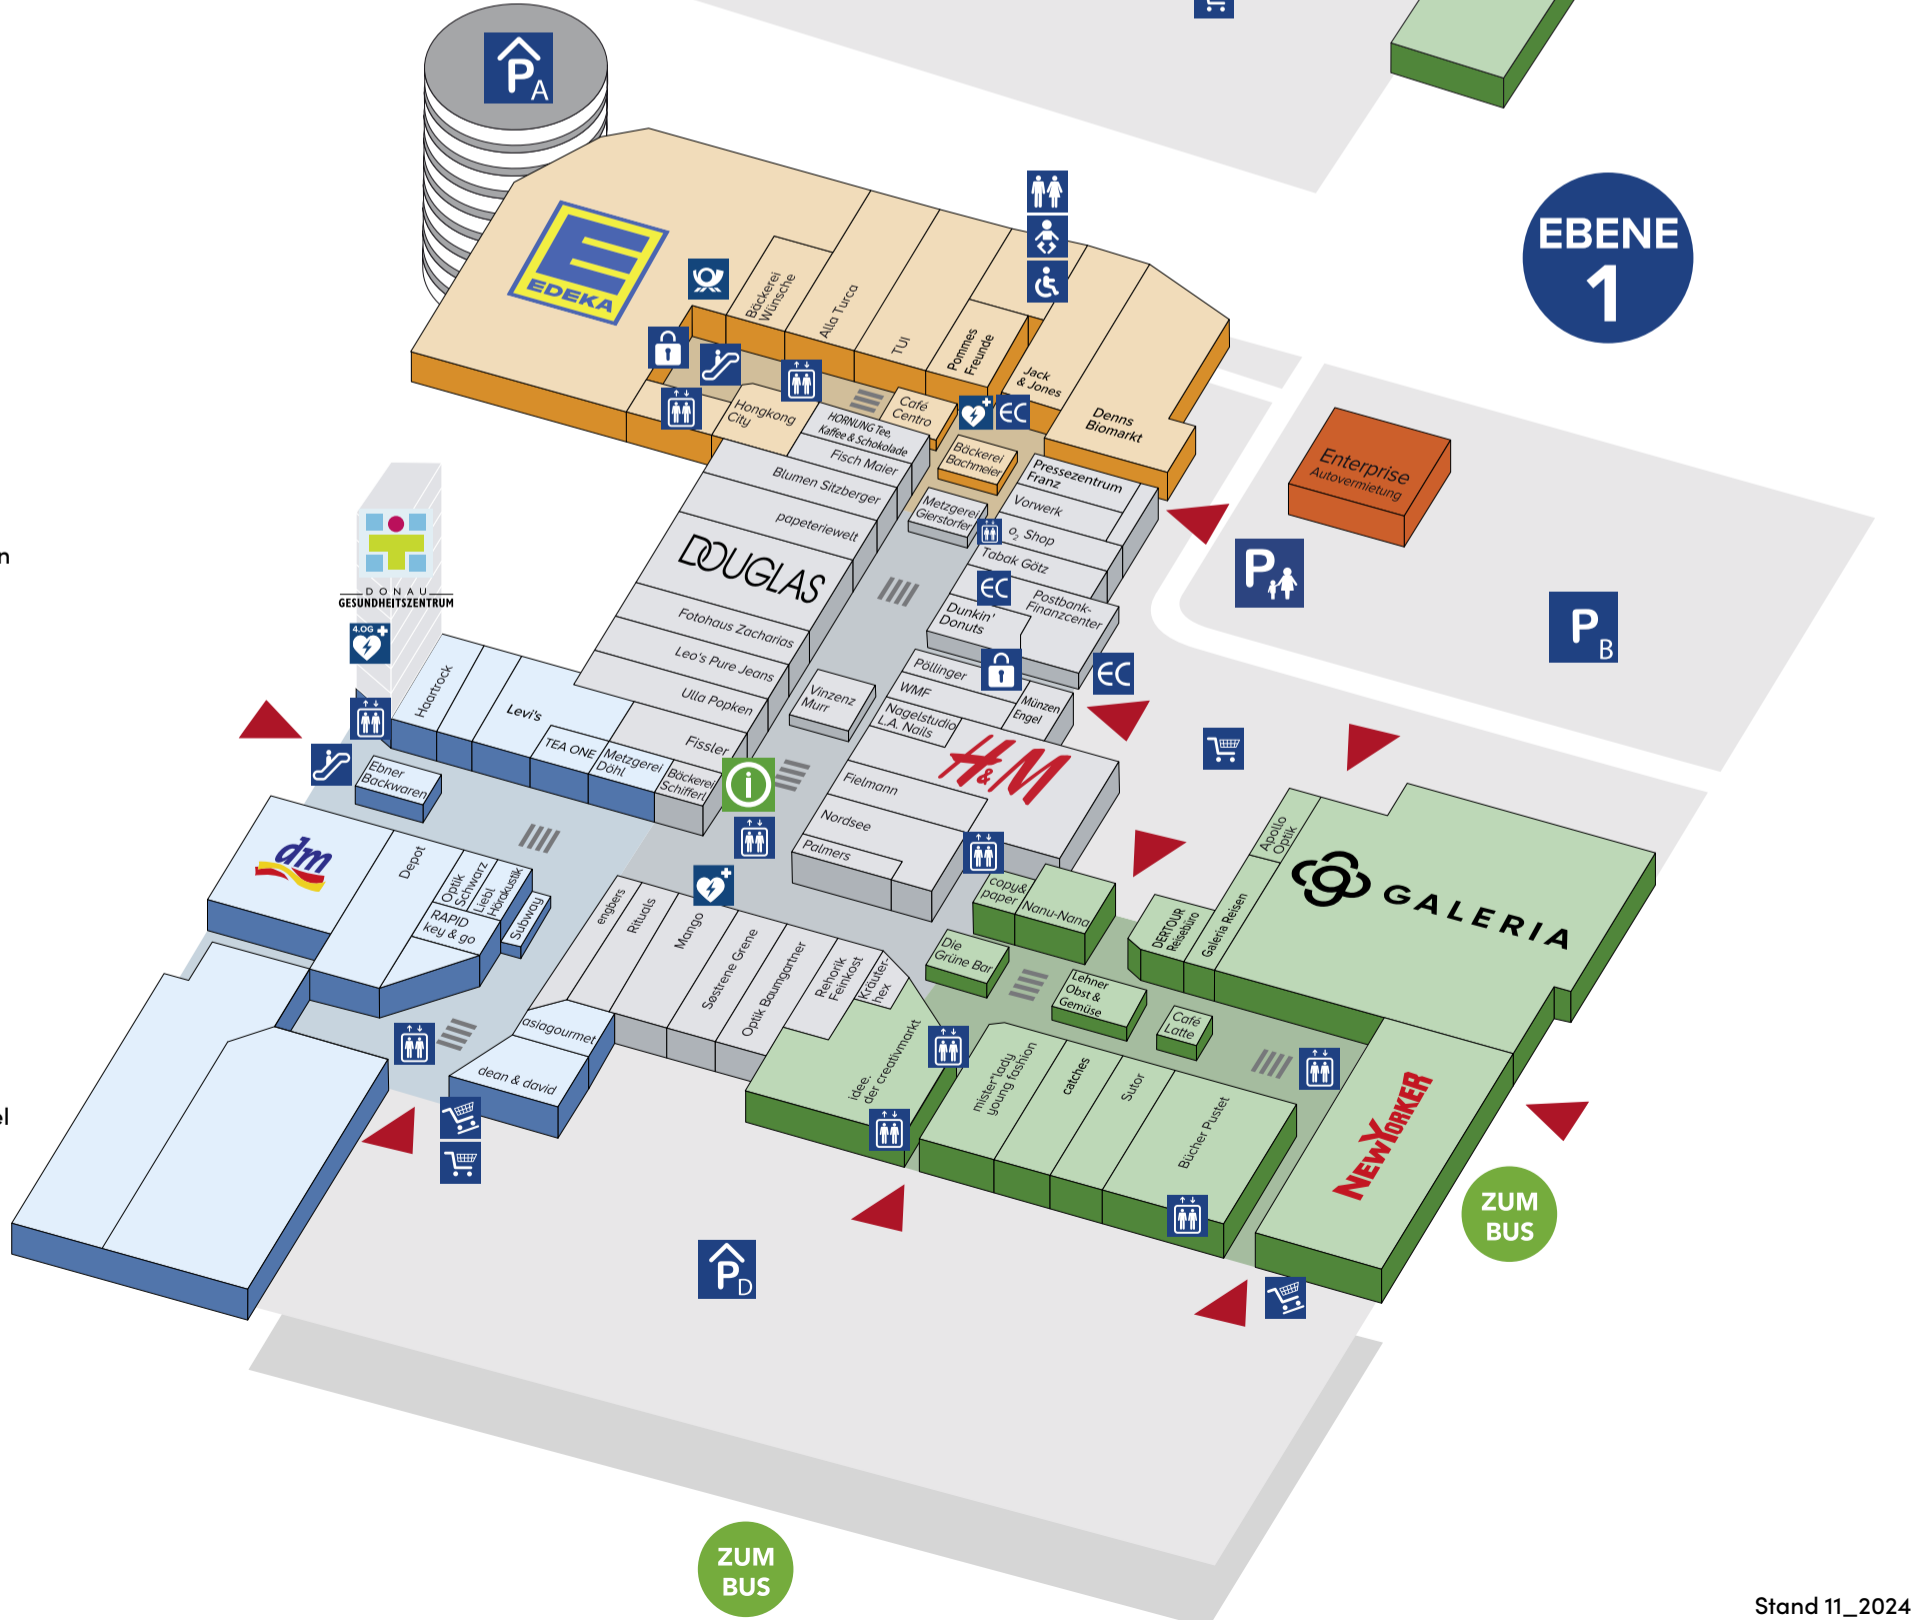 P A
EDEKA
EBENE
1
Bäckerei
Wünsche
Alla Turca
TUI
Pommes
Freunde
Jack
& Jones
Denns
Biomarkt
Hongkong
City
Café
Centro
EC
HORNUNG Tee,
Kaffee & Schokolade
Fisch Maier
Blumen Sitzberger
papeteriewelt
DOUGLAS
Fotohaus Zacharias
Leo's Pure Jeans
Ulla Popken
Fissler
Bäckerei
Bachmeier
Metzgerei
Gierstorfer
Pressezentrum
Franz
Vorwerk
o2 Shop
Tabak Götz
EC
Postbank-
Finanzcenter
Dunkin'
Donuts
EC
Enterprise
Autovermietung
P
P B
n
DONAU
GESUNDHEITSZENTRUM
4.OG
Haartrock
Levi's
TEA ONE
Metzgerei
Döhl
Bäckerei
Schifferl
Ebner
Backwaren
Vinzenz
Murr
Pöllinger
WMF
Münzen
Engel
Nagelstudio
L.A. Nails
H&M
Fielmann
Nordsee
Palmers
i
dm
Depot
Optik
Schwarz
Liebl
Hörakustik
RAPID
key & go
Subway
engbers
Rituals
Mango
Søstrene Grene
Optik Baumgartner
Rehorik
Feinkost
Kräuter-
hex
asiagourmet
dean & david
copy&
paper
Nanu-Nana
Die
Grüne Bar
Lehner
Obst &
Gemüse
Café
Latte
DERTOUR
Reisebüro
Galeria Reisen
Apollo
Optik
GALERIA
idee.
der creativmarkt
mister*lady
young fashion
catches
Sutor
Bücher Pustet
NEWYORKER
el
ZUM
BUS
P D
ZUM
BUS
Stand 11_2024